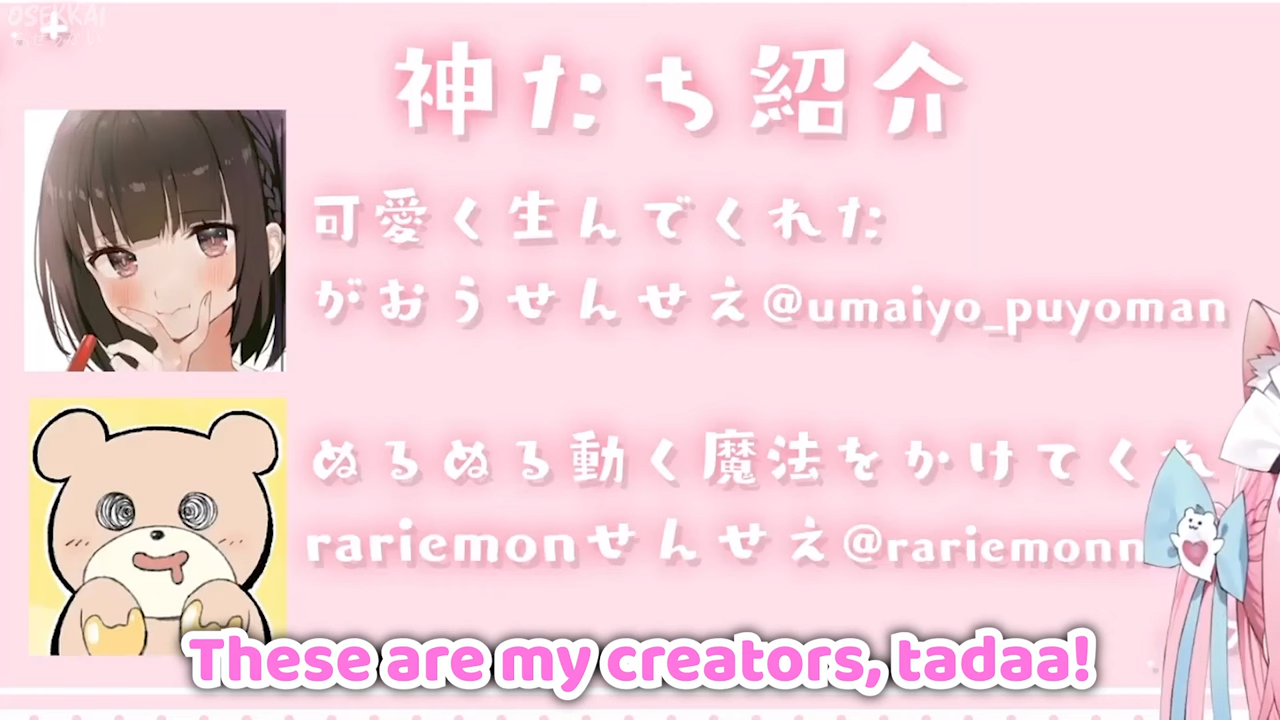 OSEKKAI
神たち紹介
可愛く生んでくれた
がおうせんせえ@umaiyo_puyoman
ぬるぬる動く魔法をかけてくれ
rariemonせんせえ@rariemonn
These are my creators, tadaa!